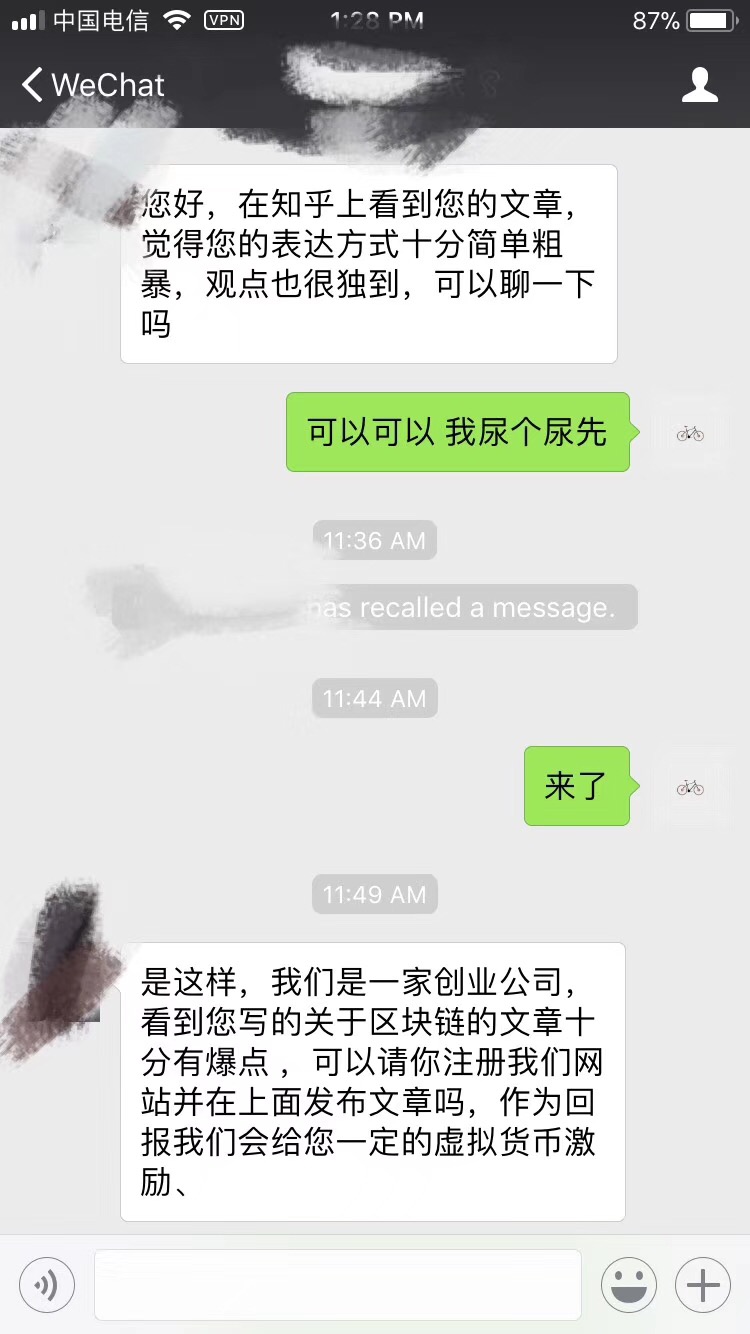 中国电信 VPN 1:28 PM 87%
WeChat
您好，在知乎上看到您的文章，
觉得您的表达方式十分简单粗
暴，观点也很独到，可以聊一下
吗
可以可以 我尿个尿先
11:36 AM
has recalled a message.
11:44 AM
来了
11:49 AM
是这样，我们是一家创业公司，
看到您写的关于区块链的文章十
分有爆点 ，可以请你注册我们网
站并在上面发布文章吗，作为回
报我们会给您一定的虚拟货币激
励、